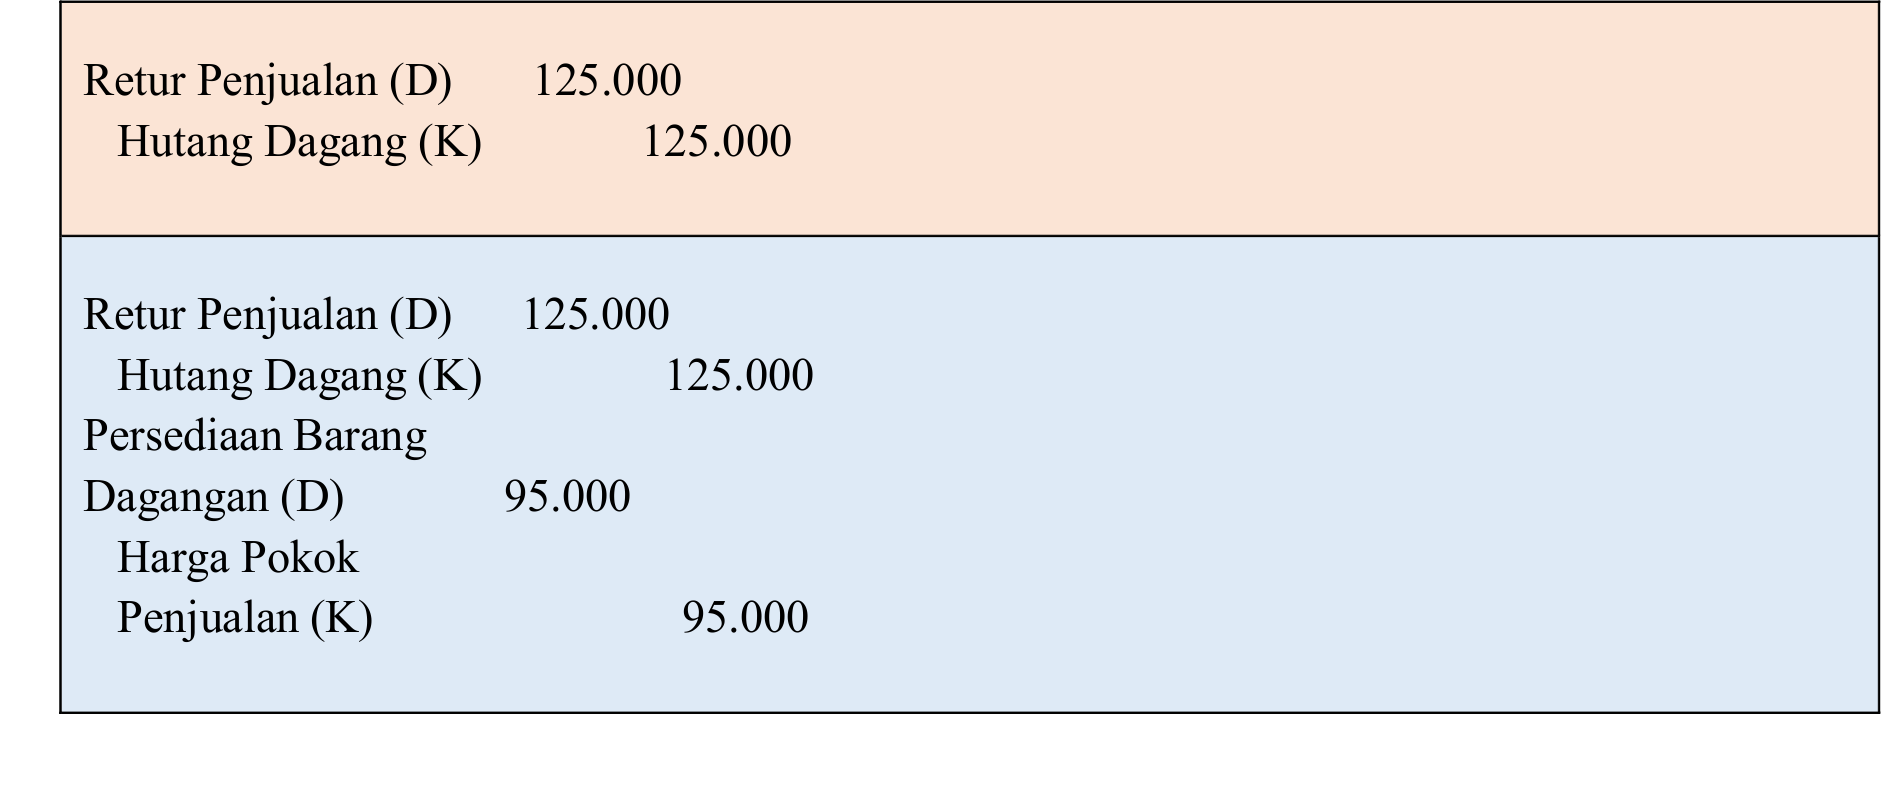 Retur Penjualan (D) 125.000
Hutang Dagang (K) 125.000
Retur Penjualan (D) 125.000
Hutang Dagang (K) 125.000
Persediaan Barang
Dagangan (D) 95.000
Harga Pokok
Penjualan (K) 95.000